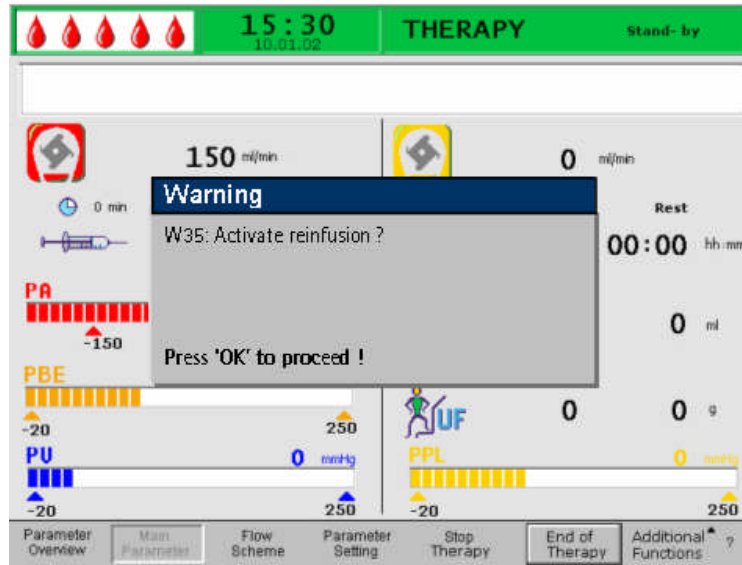 15:30
10.01.02
THERAPY
Stand- by
150 ml/min
0 ml/min
0 min
Rest
00:00 hh:mm
Warning
W35: Activate reinfusion ?
Press 'OK' to proceed !
PA
-150
0 ml
PBE
-20
250
UF
0
0 g
PV
0 mmHg
-20
250
PPL
0 mmHg
-20
250
Parameter Overview
Main Parameter
Flow Scheme
Parameter Setting
Stop Therapy
End of Therapy
Additional Functions
?